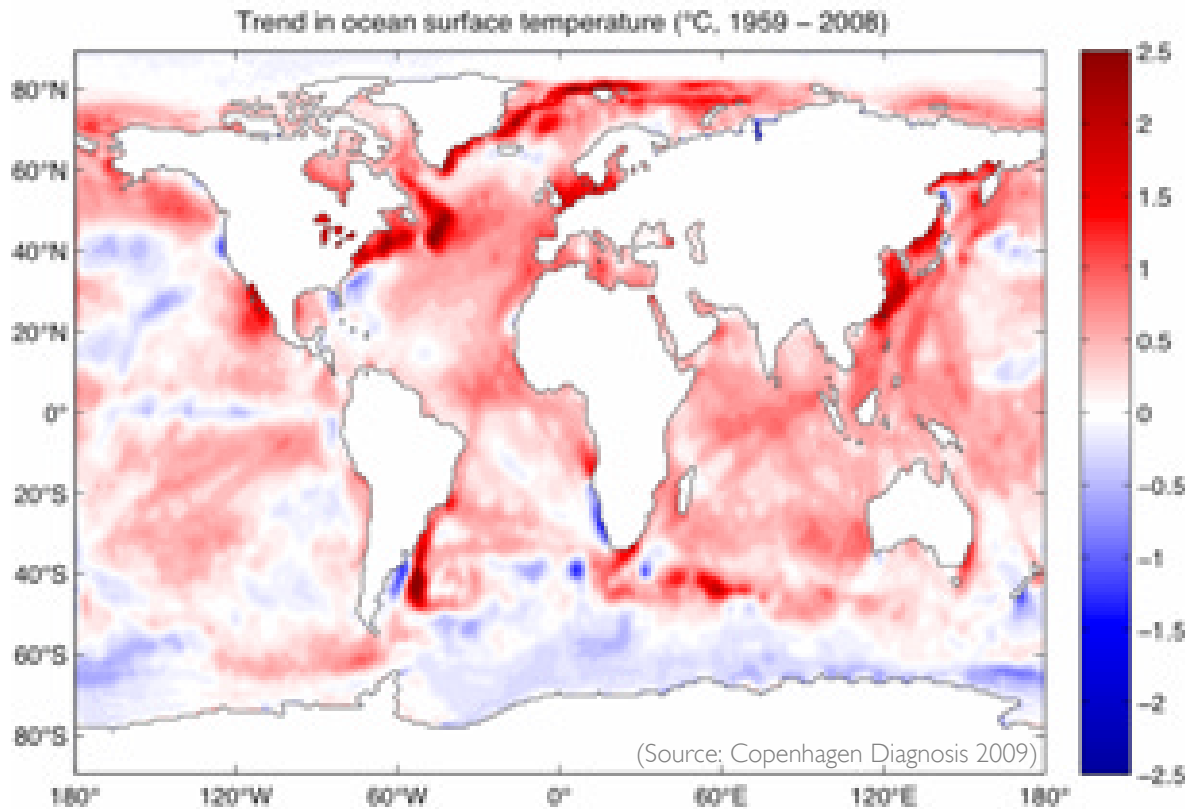 Trend in ocean surface temperature (°C, 1959 – 2008)
2.5
80°N
2
60°N
1.5
40°N
1
20°N
0.5
0°
0
20°S
−0.5
40°S
−1
60°S
−1.5
80°S
−2
(Source: Copenhagen Diagnosis 2009)
−2.5
180° 120°W 60°W 0° 60°E 120°E 180°